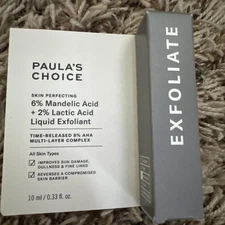 PAULA'S
CHOICE
SKIN PERFECTING
6% Mandelic Acid
+ 2% Lactic Acid
Liquid Exfoliant
TIME-RELEASED 8% AHA
MULTI-LAYER COMPLEX
All Skin Types
IMPROVES SUN DAMAGE,
DULLNESS & FINE LINES
REVERSES A COMPROMISED
SKIN BARRIER
10 ml / 0.33 fl. oz.
EXFOLIATE